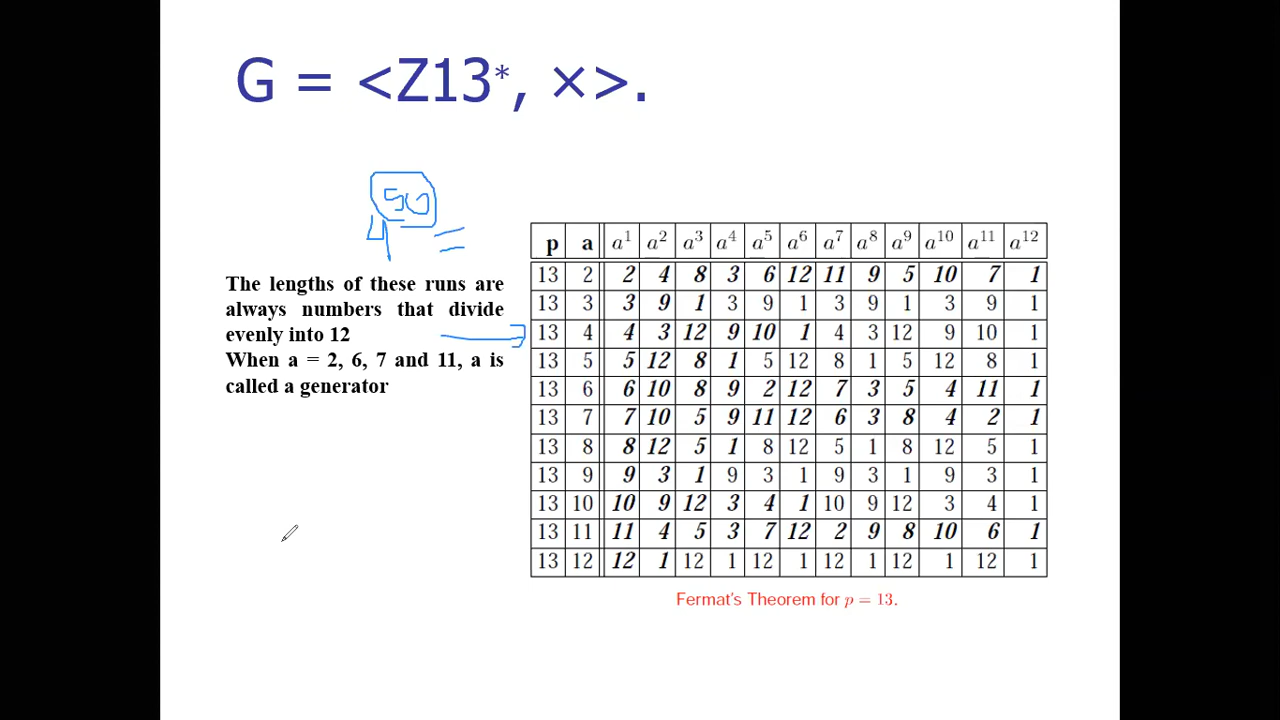 G = <Z13*, ×>.
50
The lengths of these runs are
always numbers that divide
evenly into 12
When a = 2, 6, 7 and 11, a is
called a generator
p a a¹ a² a³ a⁴ a⁵ a⁶ a⁷ a⁸ a⁹ a¹⁰ a¹¹ a¹²
13 2 2 4 8 3 6 12 11 9 5 10 7 1
13 3 3 9 1 3 9 1 3 9 1 3 9 1
13 4 4 3 12 9 10 1 4 3 12 9 10 1
13 5 5 12 8 1 5 12 8 1 5 12 8 1
13 6 6 10 8 9 2 12 7 3 5 4 11 1
13 7 7 10 5 9 11 12 6 3 8 4 2 1
13 8 8 12 5 1 8 12 5 1 8 12 5 1
13 9 9 3 1 9 3 1 9 3 1 9 3 1
13 10 10 9 12 3 4 1 10 9 12 3 4 1
13 11 11 4 5 3 7 12 2 9 8 10 6 1
13 12 12 1 12 1 12 1 12 1 12 1 12 1
Fermat's Theorem for p = 13.